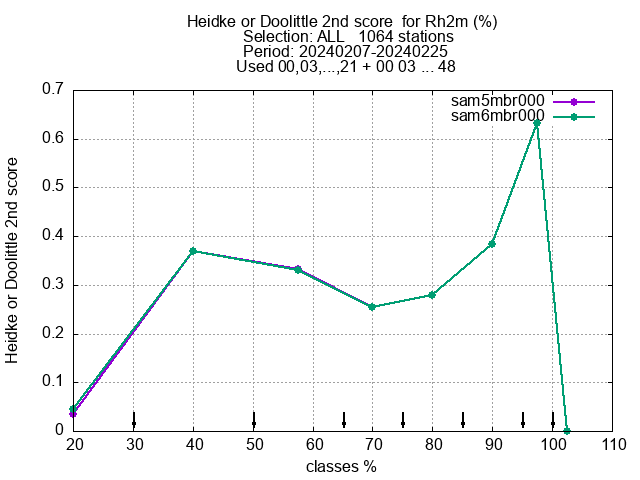 Heidke or Doolittle 2nd score  for Rh2m (%)
Selection: ALL   1064 stations
Period: 20240207-20240225
Used 00,03,...,21 + 00 03 ... 48
sam5mbr000
sam6mbr000
Heidke or Doolittle 2nd score
0.7
0.6
0.5
0.4
0.3
0.2
0.1
0
20 30 40 50 60 70 80 90 100 110
classes %